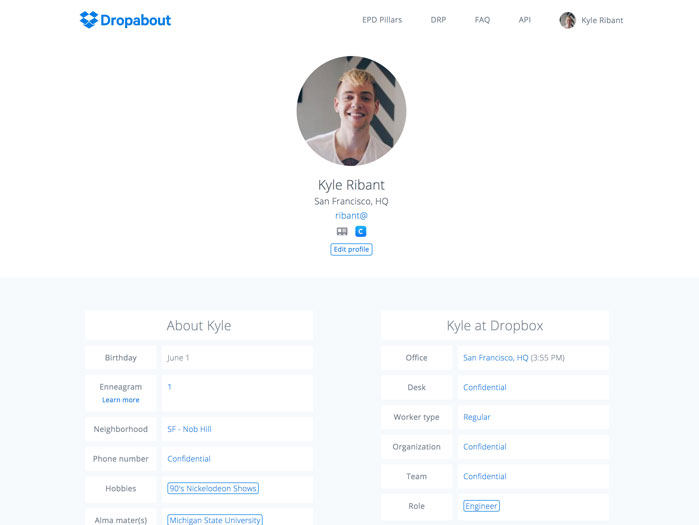 Dropabout
EPD Pillars
DRP
FAQ
API
Kyle Ribant
Kyle Ribant
San Francisco, HQ
ribant@
C
Edit profile
About Kyle
Birthday
June 1
Enneagram
Learn more
1
Neighborhood
SF - Nob Hill
Phone number
Confidential
Hobbies
90's Nickelodeon Shows
Alma mater(s)
Michigan State University
Kyle at Dropbox
Office
San Francisco, HQ (3:55 PM)
Desk
Confidential
Worker type
Regular
Organization
Confidential
Team
Confidential
Role
Engineer